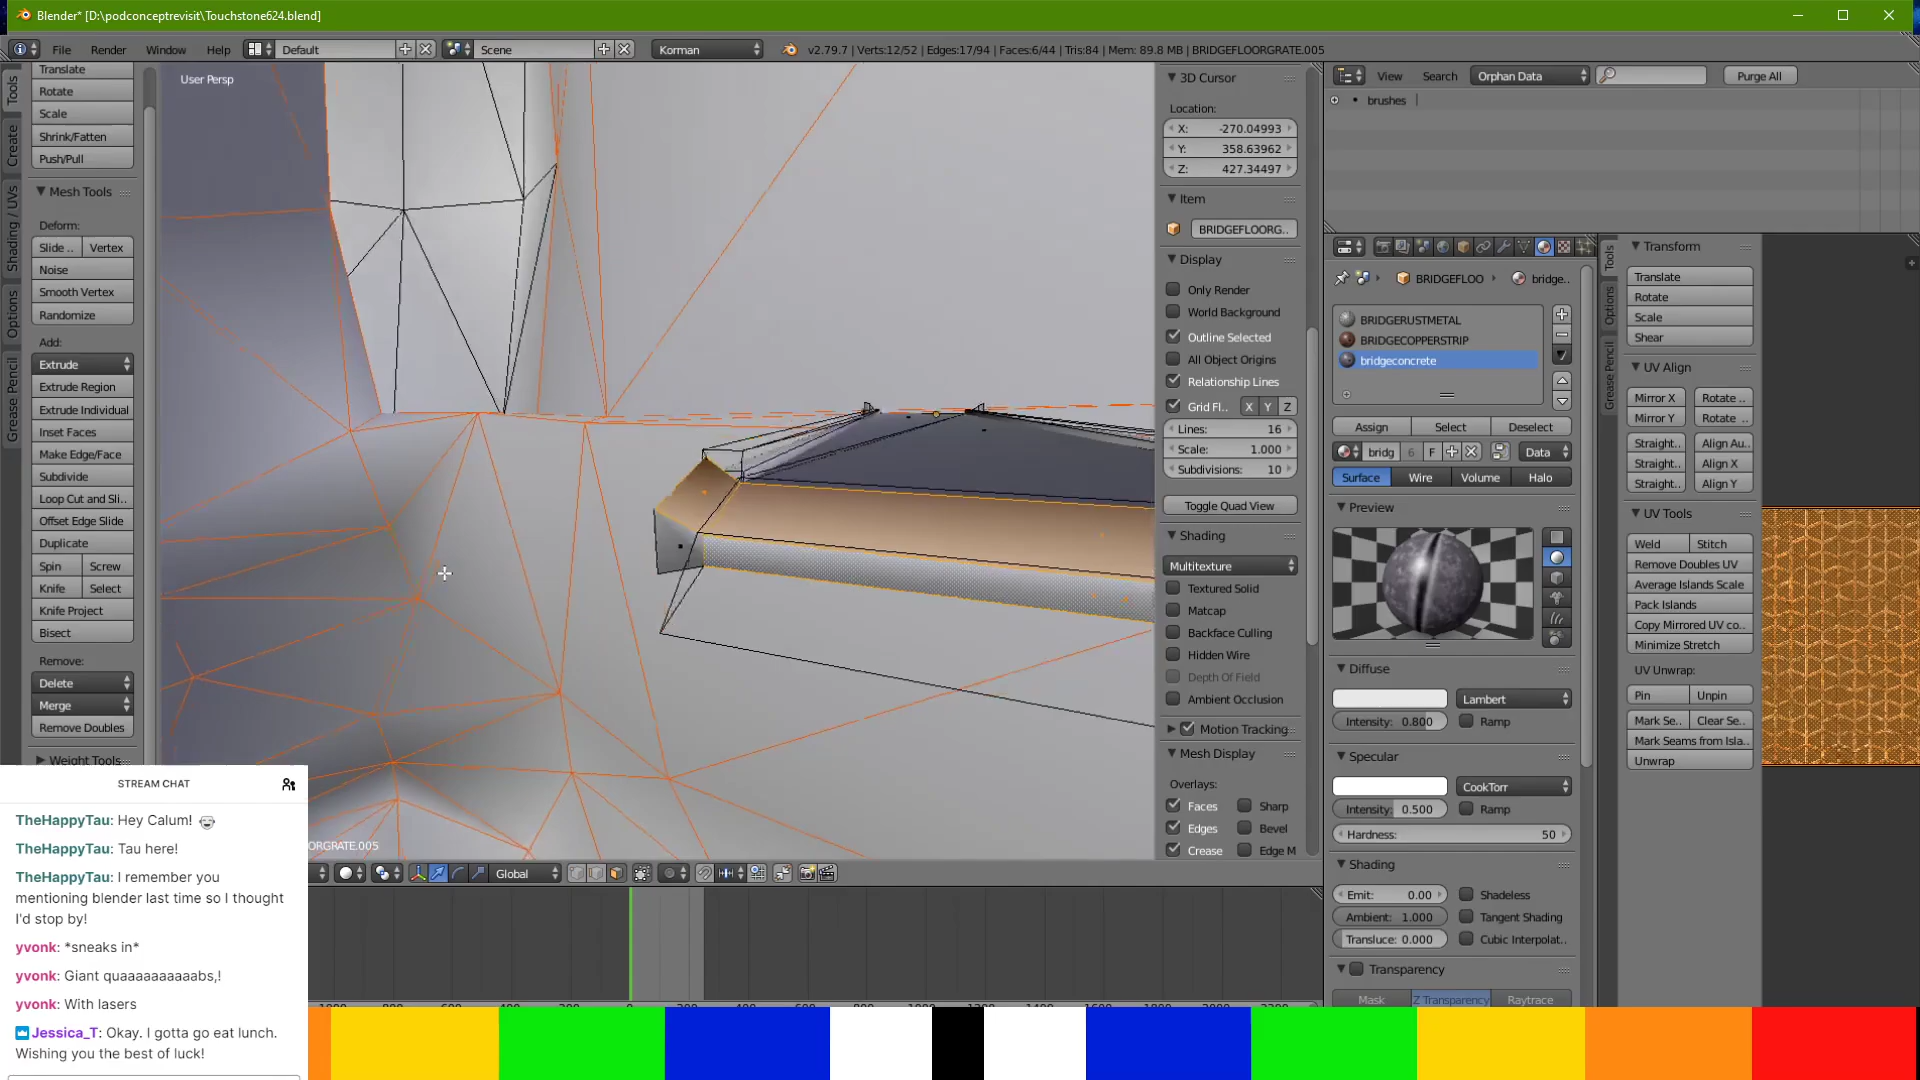 Blender* [D:\podconceptrevisit\Touchstone624.blend]
File Render Window Help Default Scene Korman v2.79.7 | Verts:12/52 | Edges:17/94 | Faces:6/44 | Tris:84 | Mem: 89.8 MB | BRIDGEFLOORGRATE.005
Tools
Create
Shading / UVs
Options
Grease Pencil
Translate
Rotate
Scale
Shrink/Fatten
Push/Pull
Mesh Tools
Deform:
Slide .. Vertex
Noise
Smooth Vertex
Randomize
Add:
Extrude
Extrude Region
Extrude Individual
Inset Faces
Make Edge/Face
Subdivide
Loop Cut and Sli..
Offset Edge Slide
Duplicate
Spin Screw
Knife Select
Knife Project
Bisect
Remove:
Delete
Merge
Remove Doubles
Weight Tools
User Persp
ORGRATE.005
Global
3D Cursor
Location:
X: -270.04993
Y: 358.63962
Z: 427.34497
Item
BRIDGEFLOORG..
Display
Only Render
World Background
Outline Selected
All Object Origins
Relationship Lines
Grid Fl.. X Y Z
Lines: 16
Scale: 1.000
Subdivisions: 10
Toggle Quad View
Shading
Multitexture
Textured Solid
Matcap
Backface Culling
Hidden Wire
Depth Of Field
Ambient Occlusion
Motion Tracking
Mesh Display
Overlays:
Faces Sharp
Edges Bevel
Crease Edge M
View Search Orphan Data Purge All
brushes
BRIDGEFLOO bridge..
BRIDGERUSTMETAL
BRIDGECOPPERSTRIP
bridgeconcrete
Assign Select Deselect
bridg 6 F Data
Surface Wire Volume Halo
Preview
Diffuse
Lambert
Intensity: 0.800 Ramp
Specular
CookTorr
Intensity: 0.500 Ramp
Hardness: 50
Shading
Emit: 0.00 Shadeless
Ambient: 1.000 Tangent Shading
Transluce: 0.000 Cubic Interpolat..
Transparency
Mask Z Transparency Raytrace
Tools
Options
Grease Pencil
Transform
Translate
Rotate
Scale
Shear
UV Align
Mirror X Rotate ..
Mirror Y Rotate ..
Straight.. Align Au..
Straight.. Align X
Straight.. Align Y
UV Tools
Weld Stitch
Remove Doubles UV
Average Islands Scale
Pack Islands
Copy Mirrored UV co..
Minimize Stretch
UV Unwrap:
Pin Unpin
Mark Se.. Clear Se..
Mark Seams from Isla..
Unwrap
STREAM CHAT
TheHappyTau: Hey Calum!
TheHappyTau: Tau here!
TheHappyTau: I remember you
mentioning blender last time so I thought
I'd stop by!
yvonk: *sneaks in*
yvonk: Giant quaaaaaaaaaabs,!
yvonk: With lasers
Jessica_T: Okay. I gotta go eat lunch.
Wishing you the best of luck!